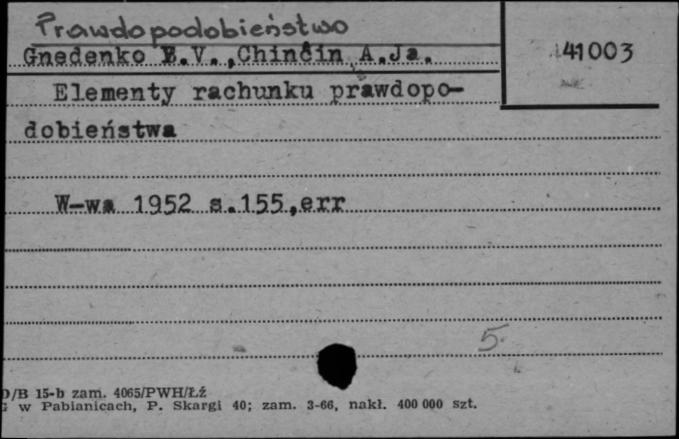 Prawdopodobieństwo
Gnedenko B.V., Chinčin A.Ja.
41003
Elementy rachunku prawdopo-
dobieństwa
W-wa 1952 s.155,err
5.
D/B 15-b zam. 4065/PWH/Łź
G w Pabianicach, P. Skargi 40; zam. 3-66, nakł. 400 000 szt.